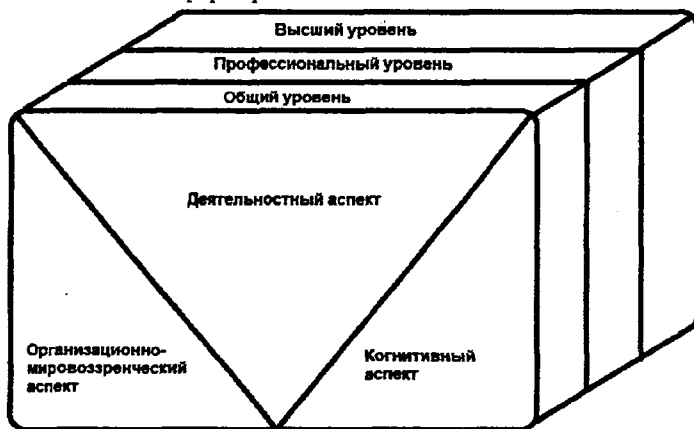 Высший уровень
Профессиональный уровень
Общий уровень
Деятельностный аспект
Организационно-
мировоззренческий
аспект
Когнитивный
аспект